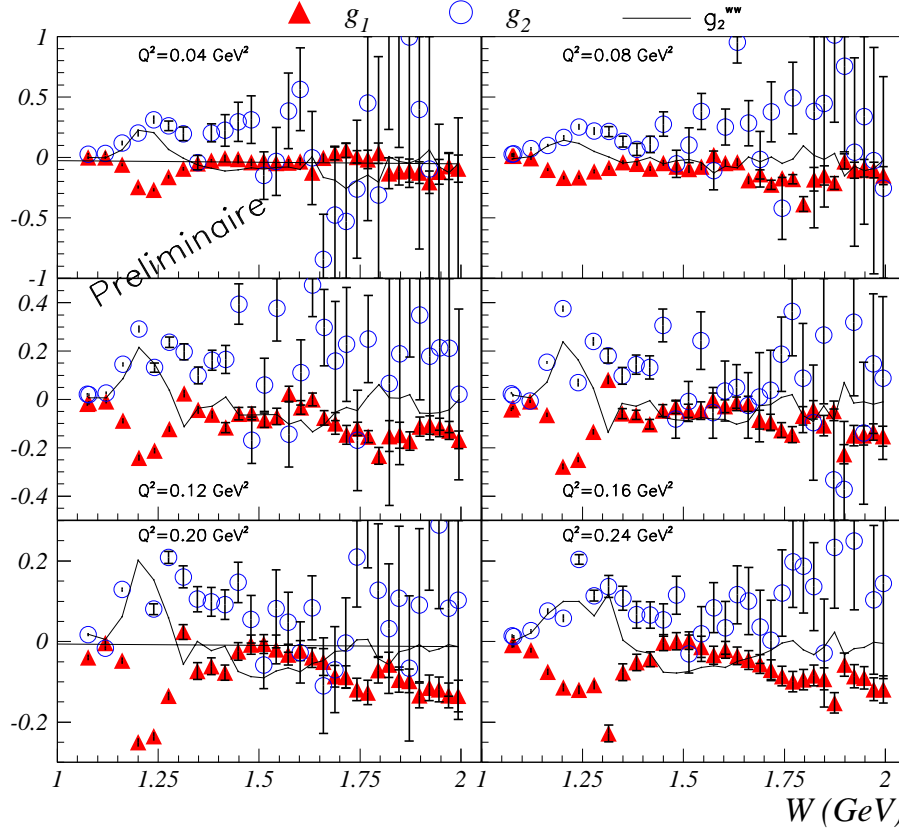 g₁ g₂ g₂ʷʷ
Q²=0.04 GeV² Q²=0.08 GeV²
1
0.5
0
-0.5
-1
Preliminaire
0.4
0.2
0
-0.2
-0.4
Q²=0.12 GeV² Q²=0.16 GeV²
Q²=0.20 GeV² Q²=0.24 GeV²
0.2
0
-0.2
1 1.25 1.5 1.75 2 1 1.25 1.5 1.75 2
W (GeV)